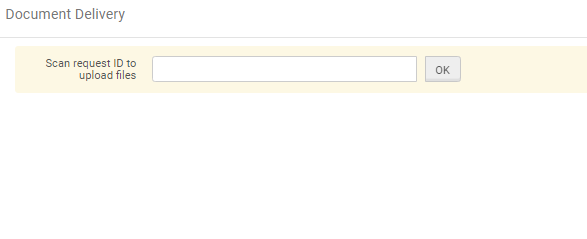 Document Delivery
Scan request ID to
upload files
OK